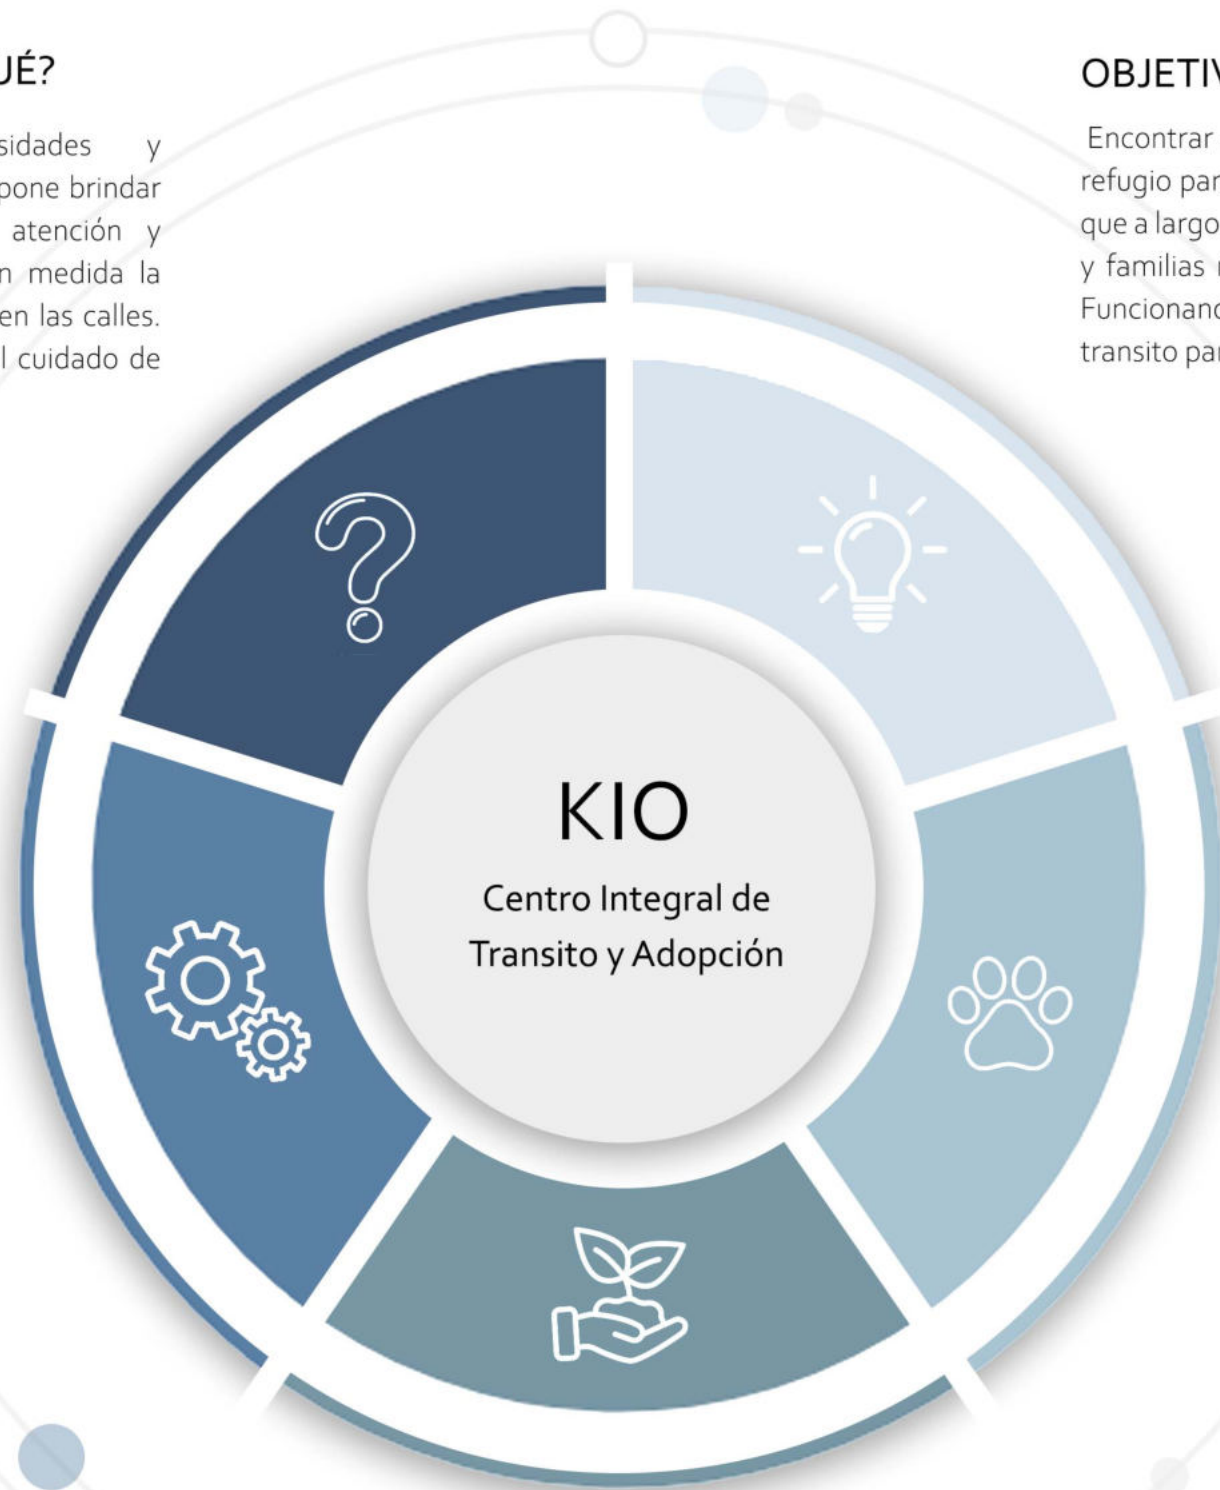 UÉ?
sidades y
pone brindar
atención y
n medida la
en las calles.
l cuidado de
OBJETIV
Encontrar
refugio par
que a largo
y familias
Funcionand
transito par
KIO
Centro Integral de
Transito y Adopción